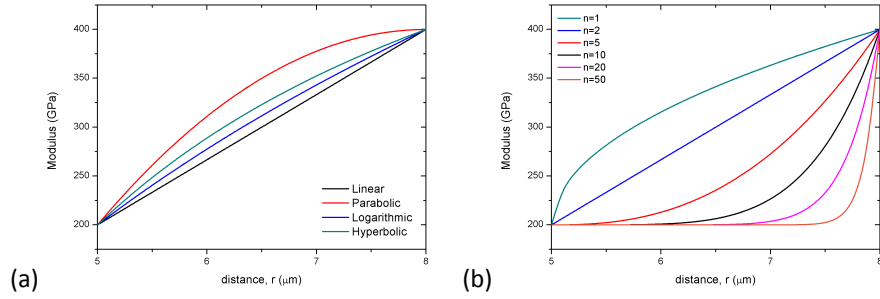 400
350
300
250
200
Modulus (GPa)
Linear
Parabolic
Logarithmic
Hyperbolic
5 6 7 8
distance, r (μm)
(a)
n=1
n=2
n=5
n=10
n=20
n=50
400
350
300
250
200
Modulus (GPa)
5 6 7 8
distance, r (μm)
(b)